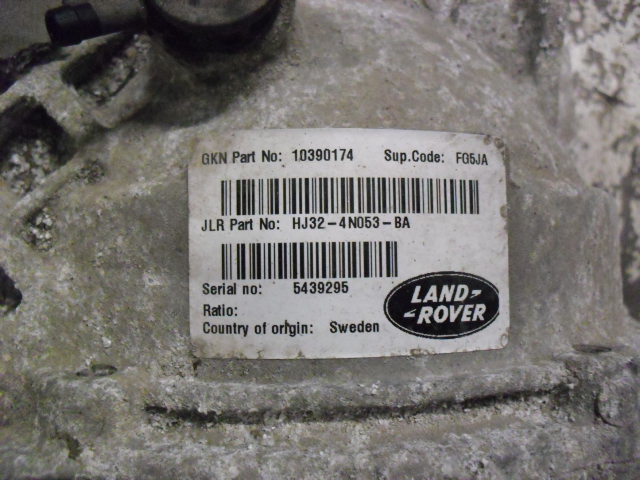 GKN Part No: 10390174 Sup.Code: FG5JA
JLR Part No: HJ32-4N053-BA
Serial no: 5439295
Ratio:
Country of origin: Sweden
LAND-
-ROVER